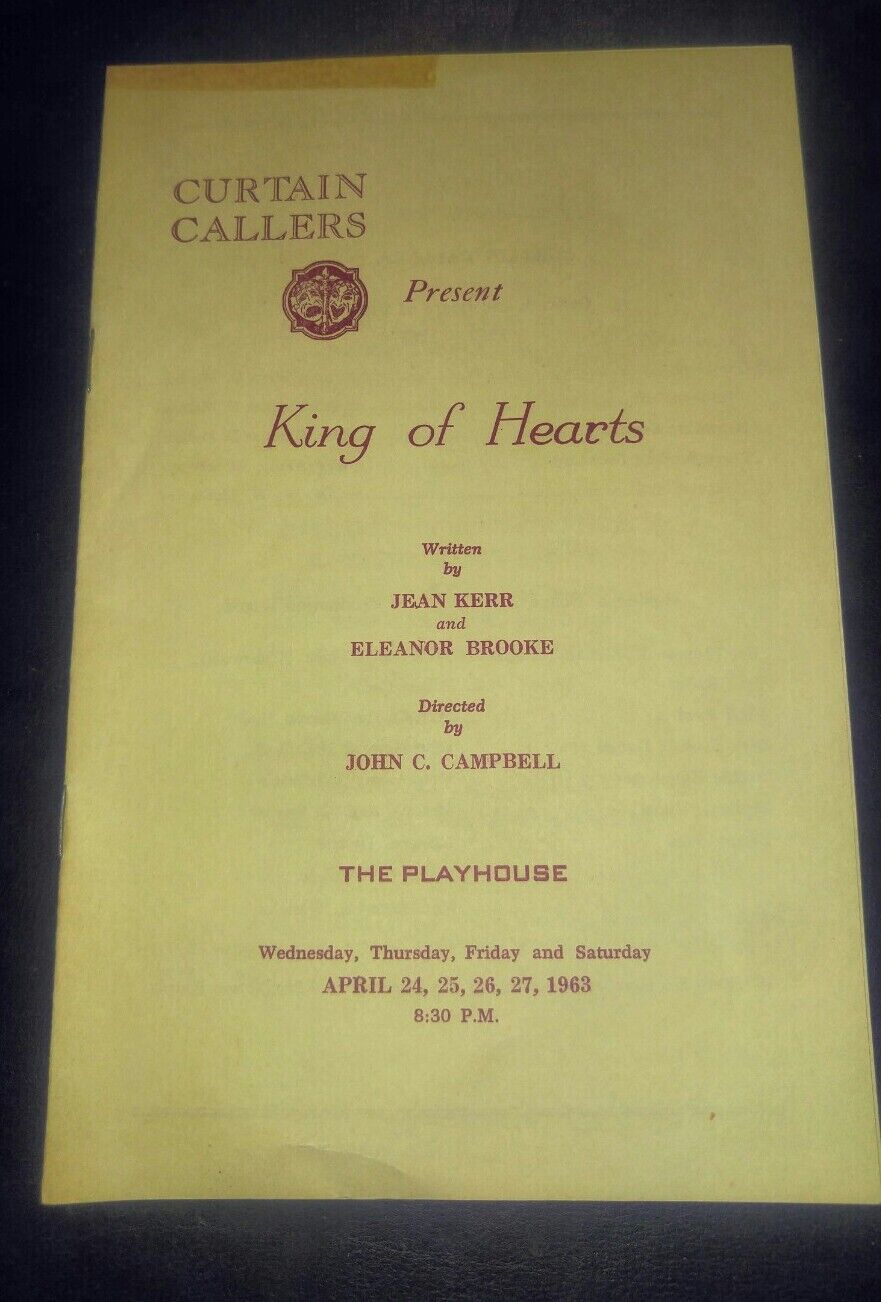 CURTAIN
CALLERS
Present
King of Hearts
Written
by
JEAN KERR
and
ELEANOR BROOKE
Directed
by
JOHN C. CAMPBELL
THE PLAYHOUSE
Wednesday, Thursday, Friday and Saturday
APRIL 24, 25, 26, 27, 1963
8:30 P.M.